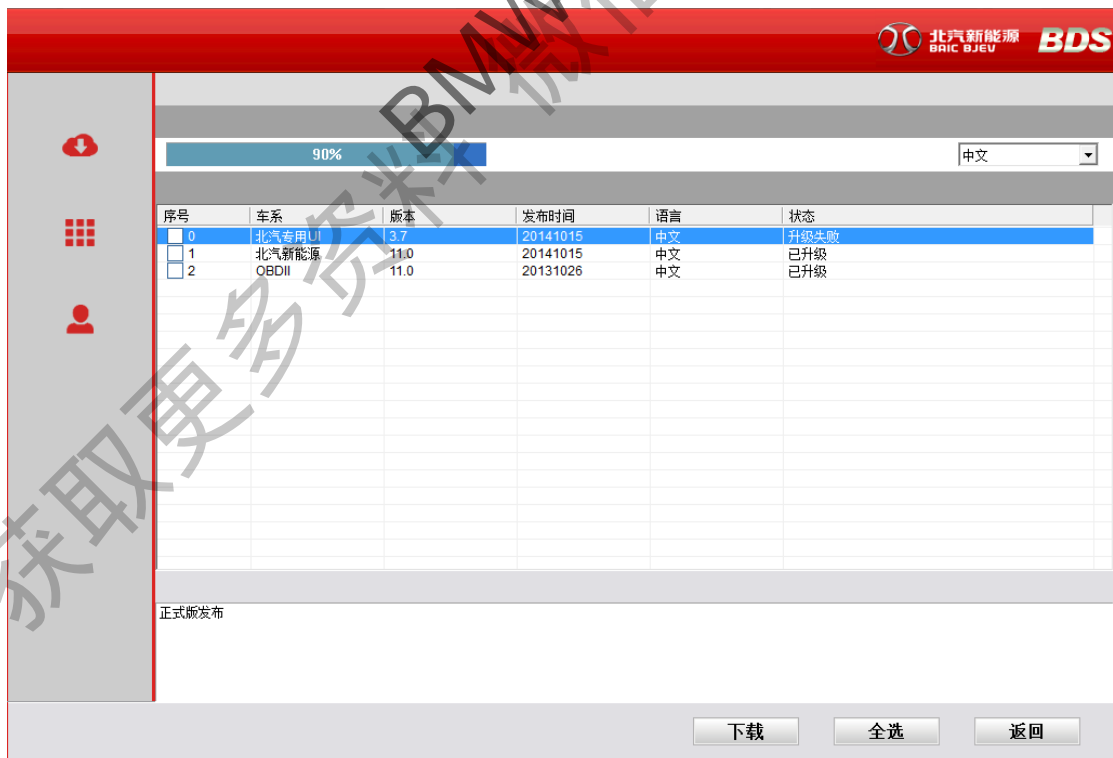 北汽新能源 BDS
BAIC BJEV
90% 中文
序号 车系 版本 发布时间 语言 状态
0 北汽专用UI 3.7 20141015 中文 升级失败
1 北汽新能源 11.0 20141015 中文 已升级
2 OBDII 11.0 20131026 中文 已升级
正式版发布
下载 全选 返回
获取更多资料 BMW 微信